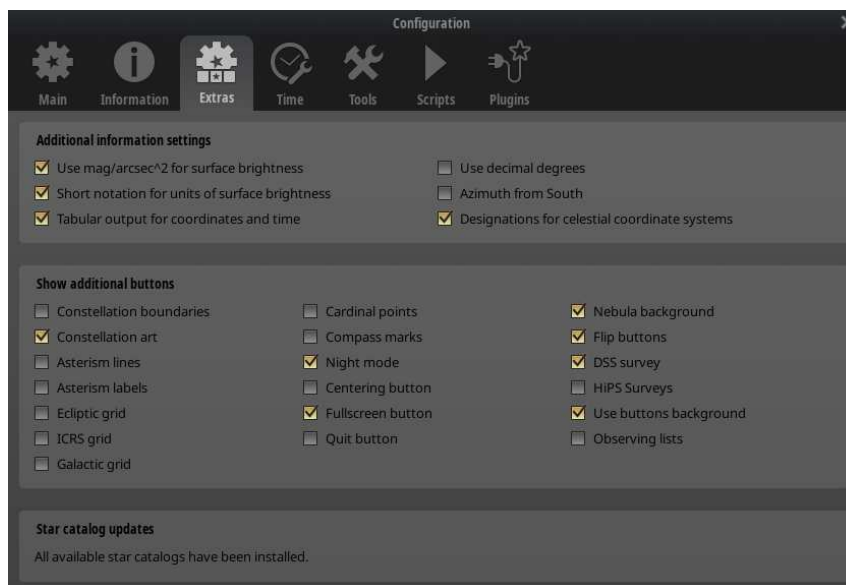 Configuration
Main Information Extras Time Tools Scripts Plugins
Additional information settings
Use mag/arcsec^2 for surface brightness
Short notation for units of surface brightness
Tabular output for coordinates and time
Use decimal degrees
Azimuth from South
Designations for celestial coordinate systems
Show additional buttons
Constellation boundaries
Constellation art
Asterism lines
Asterism labels
Ecliptic grid
ICRS grid
Galactic grid
Cardinal points
Compass marks
Night mode
Centering button
Fullscreen button
Quit button
Nebula background
Flip buttons
DSS survey
HiPS Surveys
Use buttons background
Observing lists
Star catalog updates
All available star catalogs have been installed.